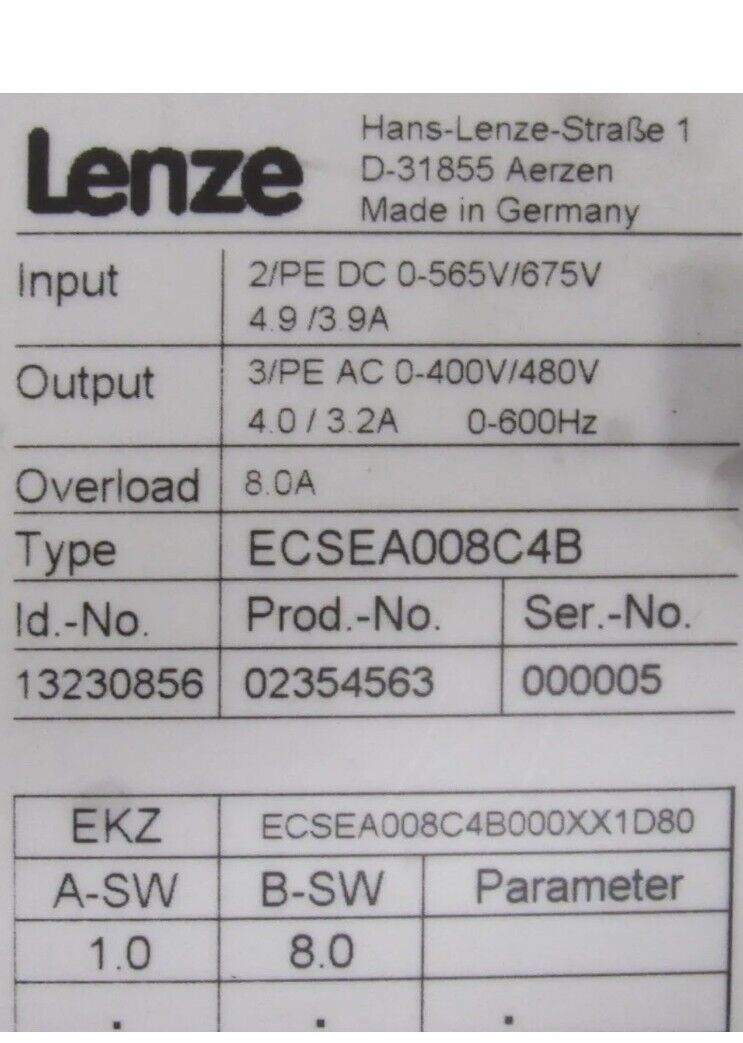 Lenze
Hans-Lenze-Straße 1
D-31855 Aerzen
Made in Germany
Input 2/PE DC 0-565V/675V
4.9 /3.9A
Output 3/PE AC 0-400V/480V
4.0 / 3.2A 0-600Hz
Overload 8.0A
Type ECSEA008C4B
Id.-No. Prod.-No. Ser.-No.
13230856 02354563 000005
EKZ ECSEA008C4B000XX1D80
A-SW B-SW Parameter
1.0 8.0
. . .